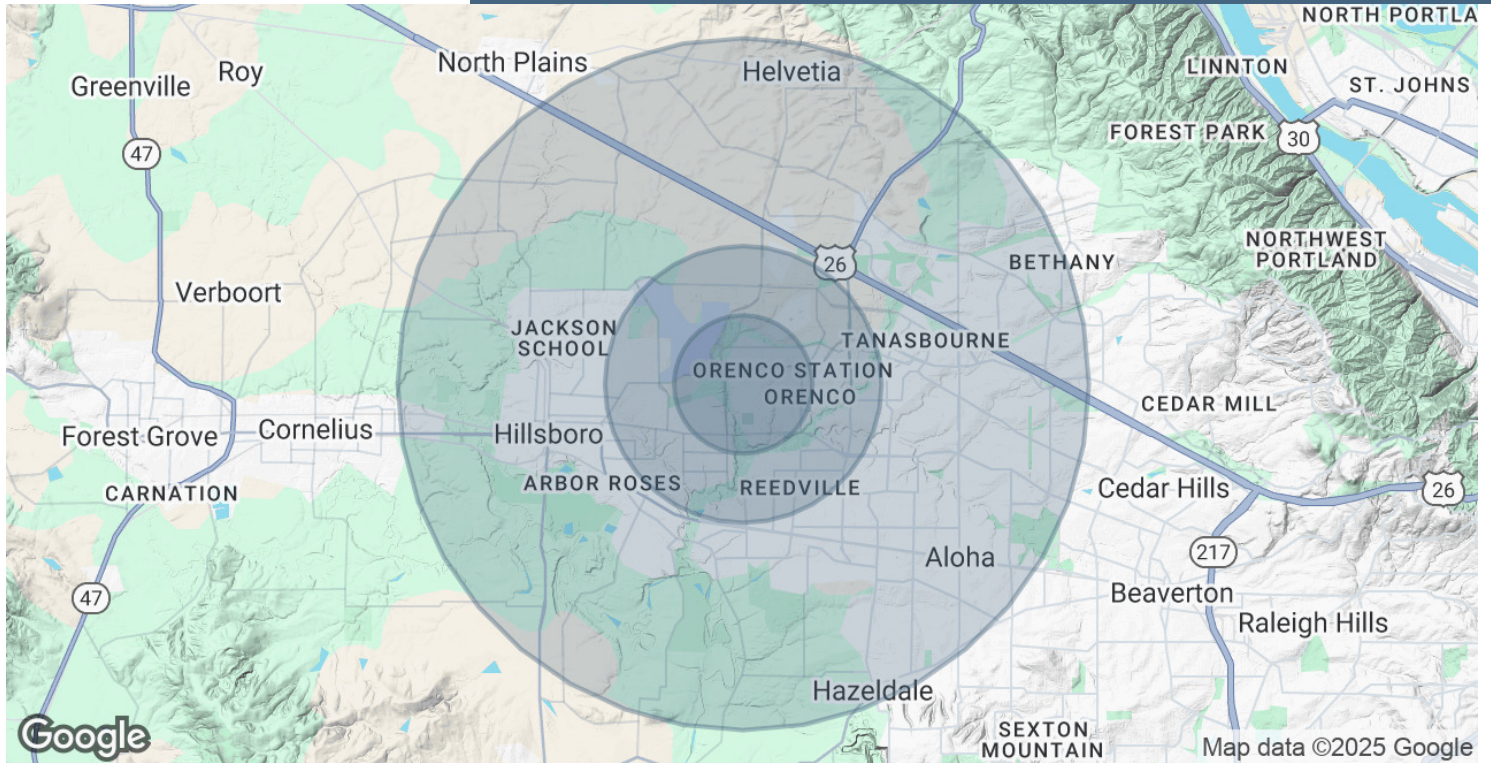 NORTH PORTLA
North Plains
Helvetia
LINNTON
Roy
Greenville
ST. JOHNS
FOREST PARK
30
47
NORTHWEST
PORTLAND
26
BETHANY
Verboort
JACKSON
SCHOOL
TANASBOURNE
ORENCO STATION
ORENCO
CEDAR MILL
Forest Grove
Cornelius
Hillsboro
CARNATION
ARBOR ROSES
REEDVILLE
Cedar Hills
26
217
Aloha
47
Beaverton
Raleigh Hills
Hazeldale
SEXTON
MOUNTAIN
Google
Map data ©2025 Google